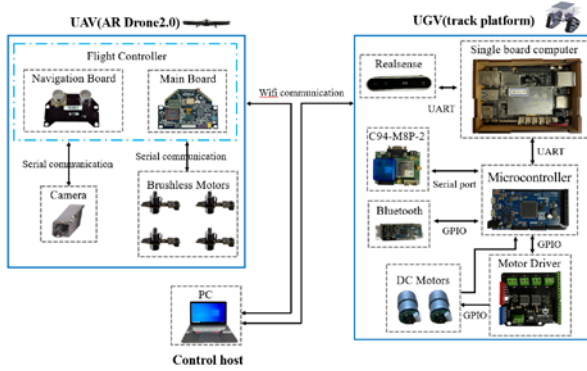 UAV(AR Drone2.0)
Flight Controller
Navigation Board
Main Board
Serial communication
Serial communication
Camera
Brushless Motors
Wifi communication
PC
Control host
UGV(track platform)
Realsense
Single board computer
UART
UART
C94-M8P-2
Serial port
Microcontroller
Bluetooth
GPIO
GPIO
DC Motors
Motor Driver
GPIO